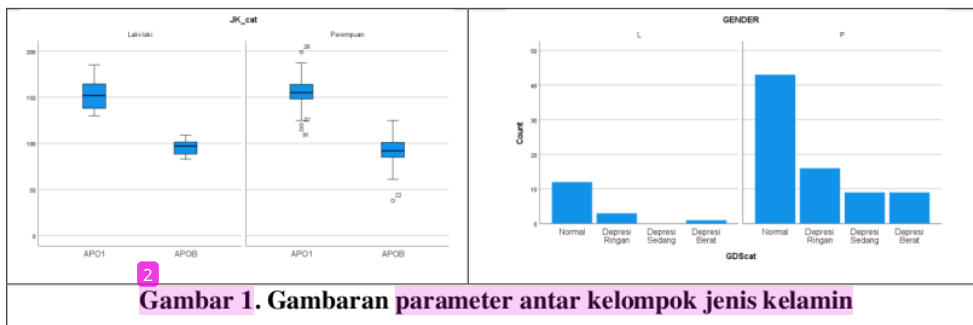 JK_cat
Laki-laki
Perempuan
200
150
100
50
0
26
22
91
22
APO1
APOB
APO1
APOB
GENDER
L
P
Count
50
40
30
20
10
0
Normal
Depresi Ringan
Depresi Sedang
Depresi Berat
Normal
Depresi Ringan
Depresi Sedang
Depresi Berat
GDScat
2
Gambar 1. Gambaran parameter antar kelompok jenis kelamin